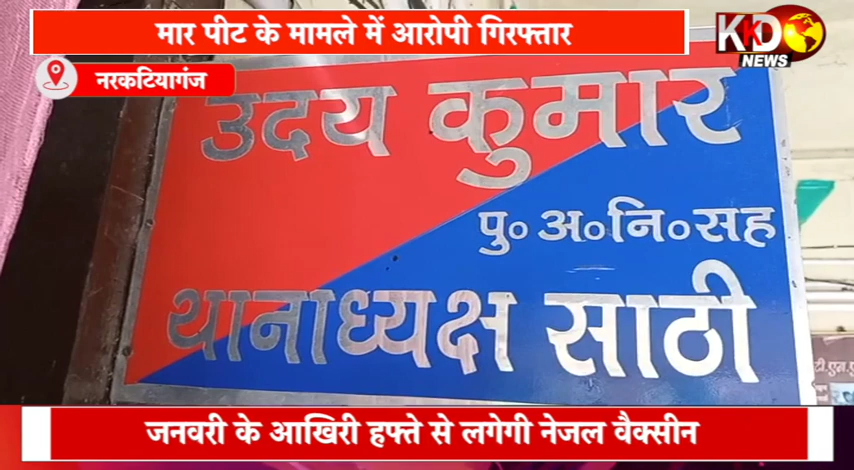 मार पीट के मामले में आरोपी गिरफ्तार
KKD
NEWS
नरकटियागंज
उदय कुमार
पु० अ०नि०सह
थानाध्यक्ष साठी
जनवरी के आखिरी हफ्ते से लगेगी नेजल वैक्सीन